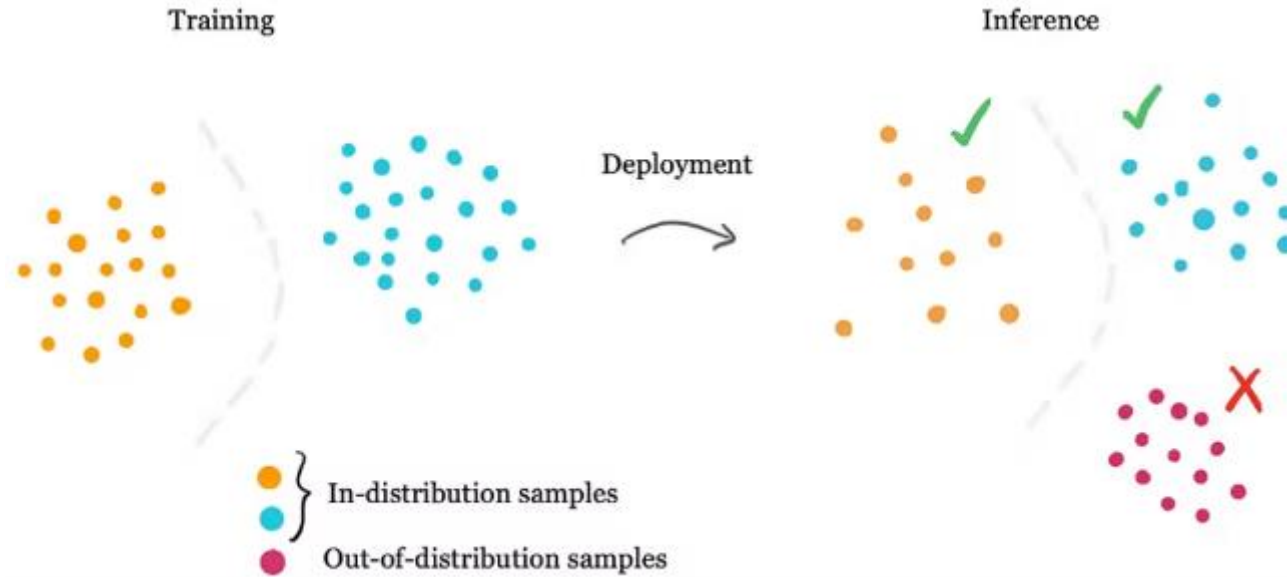 Training
Inference
Deployment
In-distribution samples
Out-of-distribution samples